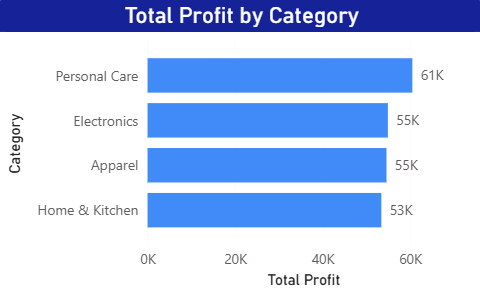 Total Profit by Category
Category
Personal Care 61K
Electronics 55K
Apparel 55K
Home & Kitchen 53K
0K 20K 40K 60K
Total Profit